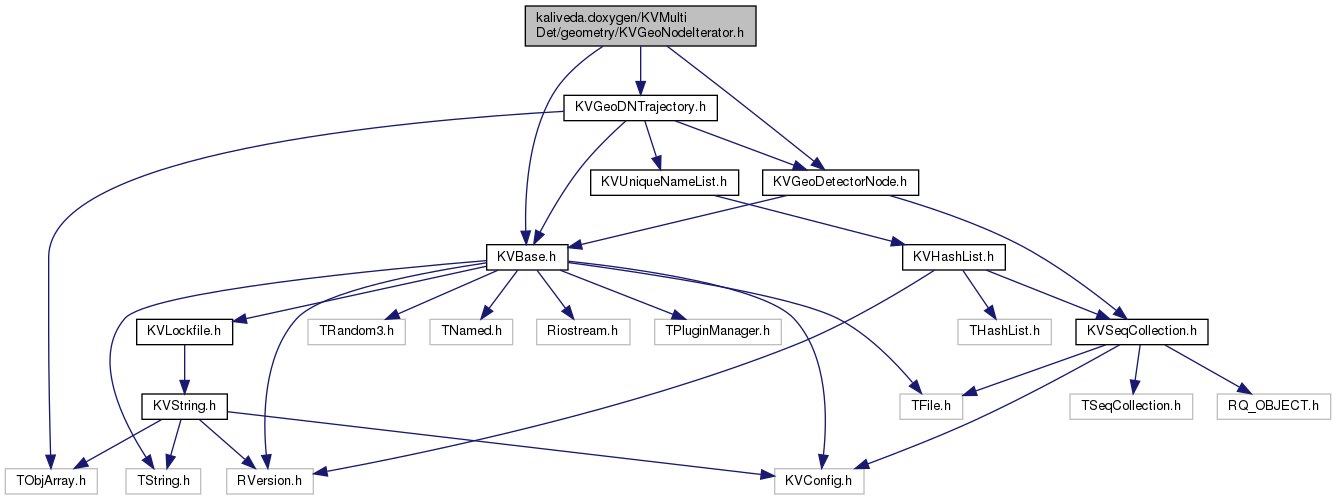 kaliveda.doxygen/KVMulti
Det/geometry/KVGeoNodeIterator.h
KVGeoDNTrajectory.h
KVUniqueNameList.h
KVGeoDetectorNode.h
KVBase.h
KVHashList.h
KVLockfile.h
TRandom3.h
TNamed.h
Riostream.h
TPluginManager.h
THashList.h
KVSeqCollection.h
KVString.h
TFile.h
TSeqCollection.h
RQ_OBJECT.h
TObjArray.h
TString.h
RVersion.h
KVConfig.h